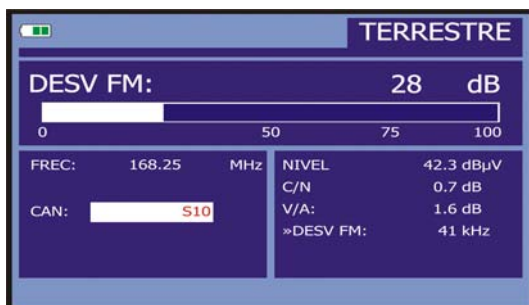 TERRESTRE
DESV FM: 28 dB
0 50 75 100
FREC: 168.25 MHz
CAN: S10
NIVEL 42.3 dBµV
C/N 0.7 dB
V/A: 1.6 dB
»DESV FM: 41 kHz